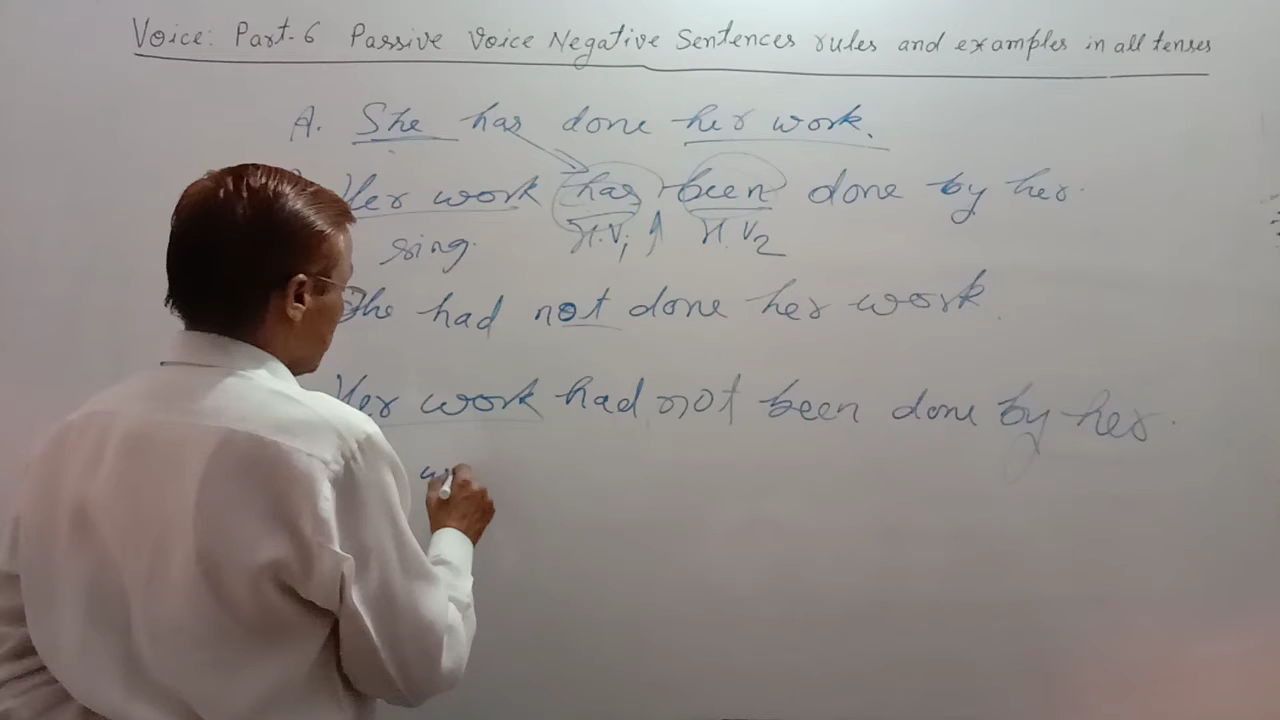 Voice: Part-6 Passive Voice Negative Sentences rules and examples in all tenses
A. She has done her work.
Her work has been done by her.
sing. H.V1 H.V2
She had not done her work.
Her work had not been done by her.